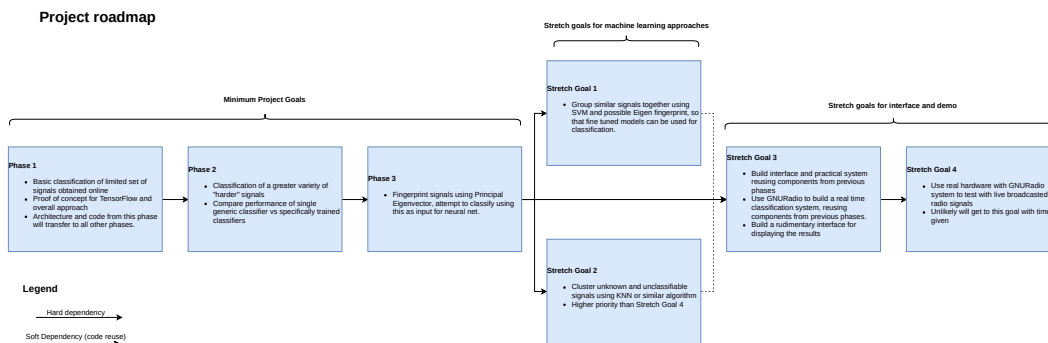 Project roadmap
Stretch goals for machine learning approaches
Minimum Project Goals
Stretch goals for interface and demo
Phase 1
Basic classification of limited set of
signals obtained online
Proof of concept for TensorFlow and
overall approach
Architecture and code from this phase
will transfer to all other phases.
Phase 2
Classification of a greater variety of
"harder" signals
Compare performance of single
generic classifier vs specifically trained
classifiers
Phase 3
Fingerprint signals using Principal
Eigenvector, attempt to classify using
this as input for neural net.
Stretch Goal 1
Group similar signals together using
SVM and possible Eigen fingerprint, so
that fine tuned models can be used for
classification.
Stretch Goal 2
Cluster unknown and unclassifiable
signals using KNN or similar algorithm
Higher priority than Stretch Goal 4
Stretch Goal 3
Build interface and practical system
reusing components from previous
phases
Use GNURadio to build a real time
classification system, reusing
components from previous phases.
Build a rudimentary interface for
displaying the results
Stretch Goal 4
Use real hardware with GNURadio
system to test with live broadcasted
radio signals
Unlikely will get to this goal with time
given
Legend
Hard dependency
Soft Dependency (code reuse)